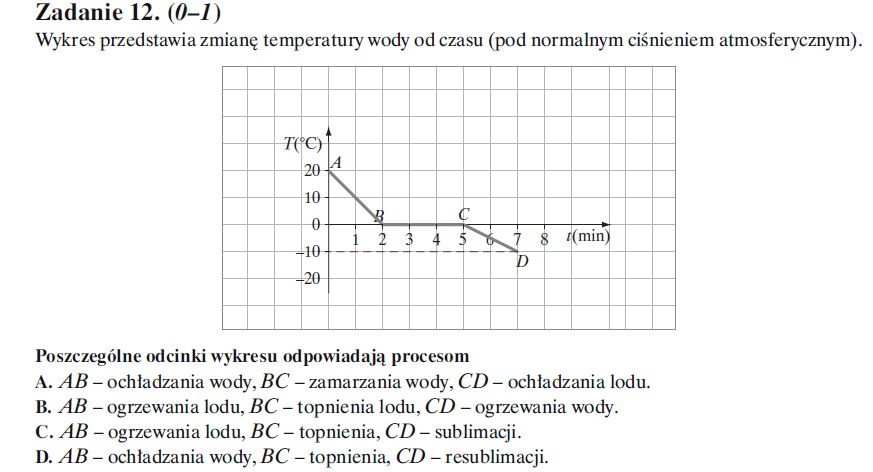 Zadanie 12. (0–1)
Wykres przedstawia zmianę temperatury wody od czasu (pod normalnym ciśnieniem atmosferycznym).
T(°C)
A
20
10
B
C
0
1 2 3 4 5 6 7 8 t(min)
–10
D
–20
Poszczególne odcinki wykresu odpowiadają procesom
A. AB – ochładzania wody, BC – zamarzania wody, CD – ochładzania lodu.
B. AB – ogrzewania lodu, BC – topnienia lodu, CD – ogrzewania wody.
C. AB – ogrzewania lodu, BC – topnienia, CD – sublimacji.
D. AB – ochładzania wody, BC – topnienia, CD – resublimacji.